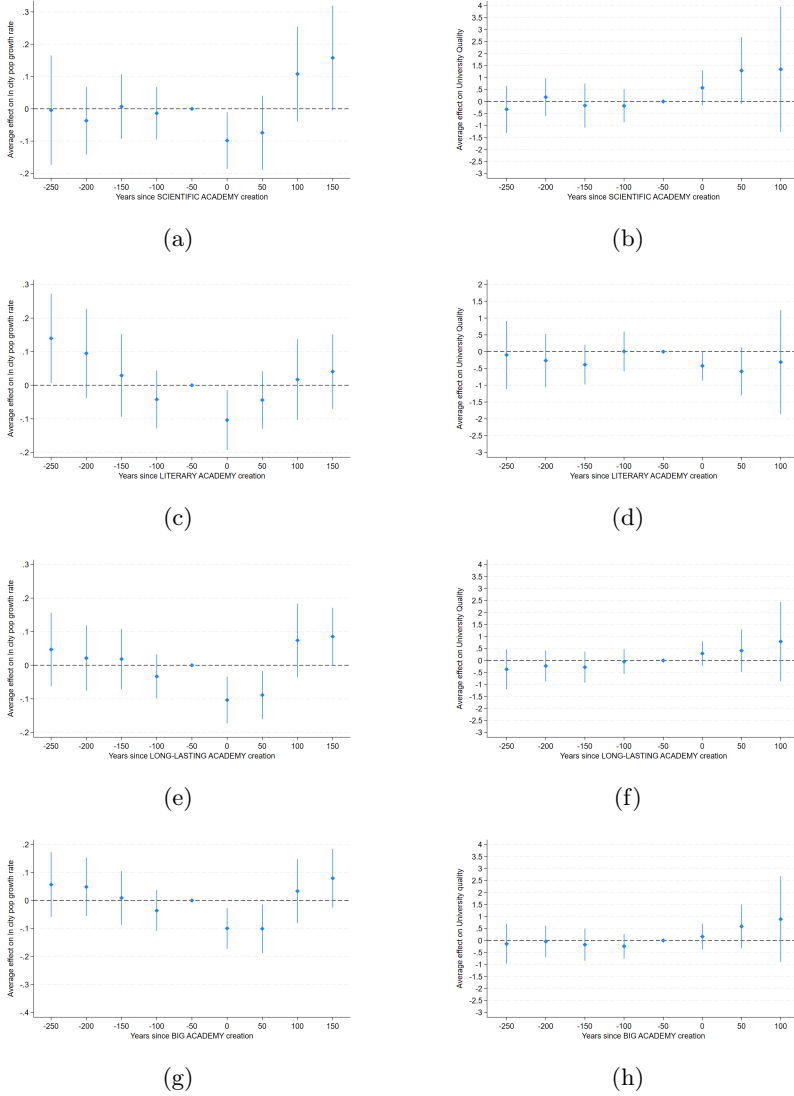 Average effect on ln city pop growth rate
.3
.2
.1
0
-.1
-.2
-250 -200 -150 -100 -50 0 50 100 150
Years since SCIENTIFIC ACADEMY creation
(a)
Average effect on University Quality
4
3.5
3
2.5
2
1.5
1
.5
0
-.5
-1
-1.5
-2
-2.5
-3
-250 -200 -150 -100 -50 0 50 100
Years since SCIENTIFIC ACADEMY creation
(b)
Average effect on ln city pop growth rate
.3
.2
.1
0
-.1
-.2
-250 -200 -150 -100 -50 0 50 100 150
Years since LITERARY ACADEMY creation
(c)
Average effect on University Quality
2
1.5
1
.5
0
-.5
-1
-1.5
-2
-2.5
-3
-250 -200 -150 -100 -50 0 50 100
Years since LITERARY ACADEMY creation
(d)
Average effect on ln city pop growth rate
.3
.2
.1
0
-.1
-.2
-250 -200 -150 -100 -50 0 50 100 150
Years since LONG-LASTING ACADEMY creation
(e)
Average effect on University Quality
4
3.5
3
2.5
2
1.5
1
.5
0
-.5
-1
-1.5
-2
-2.5
-3
-250 -200 -150 -100 -50 0 50 100
Years since LONG-LASTING ACADEMY creation
(f)
Average effect on ln city pop growth rate
.2
.1
0
-.1
-.2
-.3
-.4
-250 -200 -150 -100 -50 0 50 100 150
Years since BIG ACADEMY creation
(g)
Average effect on University quality
4
3.5
3
2.5
2
1.5
1
.5
0
-.5
-1
-1.5
-2
-2.5
-3
-250 -200 -150 -100 -50 0 50 100
Years since BIG ACADEMY creation
(h)